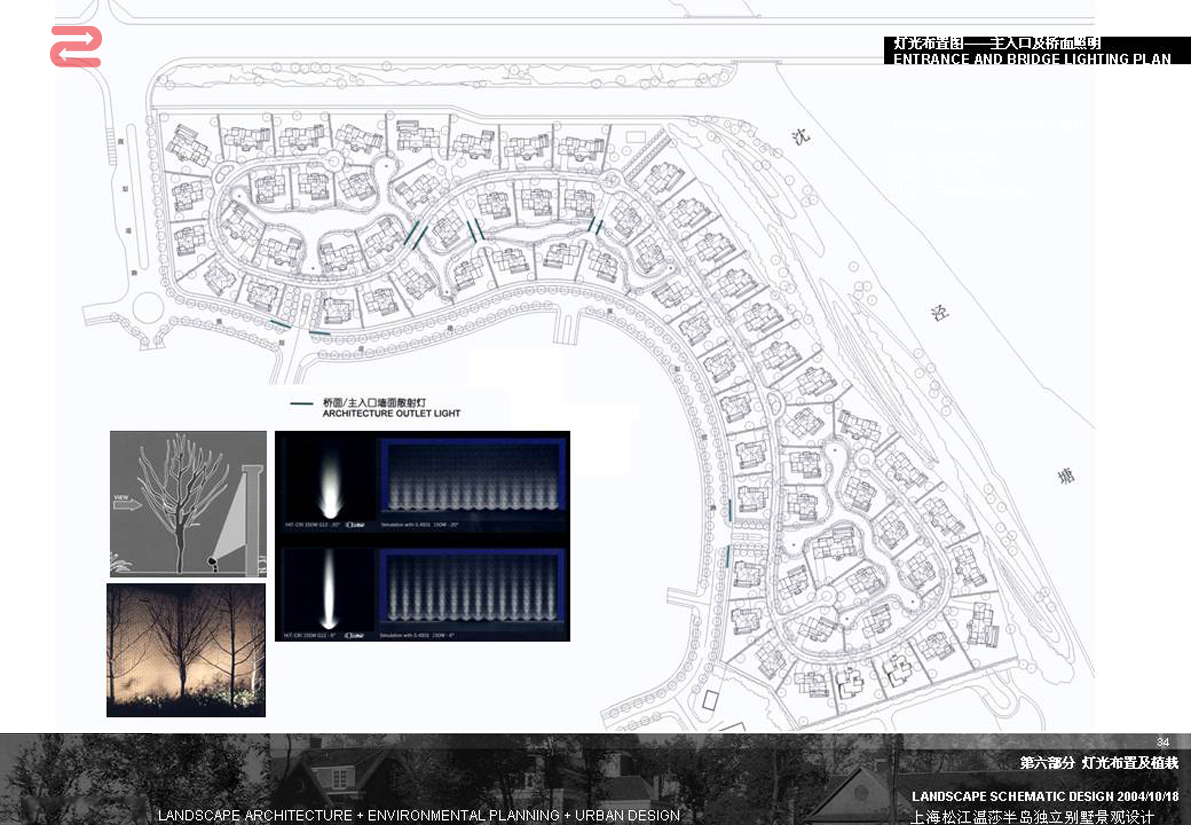 灯光布置图——主入口及桥面照明
ENTRANCE AND BRIDGE LIGHTING PLAN
沈
泾
塘
桥面/主入口墙面散射灯
ARCHITECTURE OUTLET LIGHT
VIEW
HIT-CRI 150W G12 - 20°
Simulation with 0.4931 150W - 20°
HIT-CRI 150W G12 - 6°
Simulation with 0.4931 150W - 6°
34
第六部分 灯光布置及植栽
LANDSCAPE SCHEMATIC DESIGN 2004/10/18
LANDSCAPE ARCHITECTURE + ENVIRONMENTAL PLANNING + URBAN DESIGN
上海松江温莎半岛独立别墅景观设计